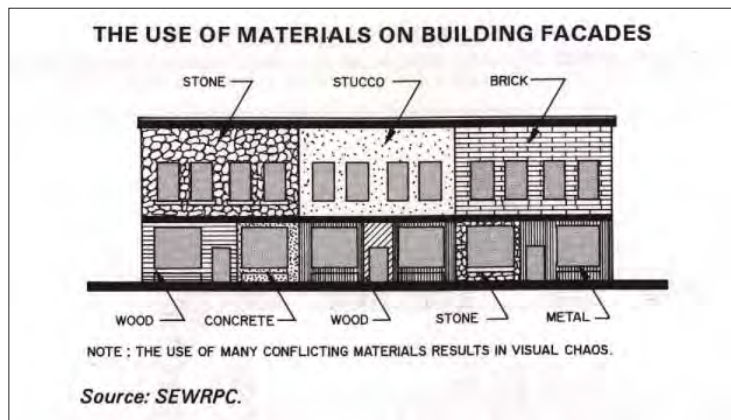 THE USE OF MATERIALS ON BUILDING FACADES
STONE STUCCO BRICK
WOOD CONCRETE WOOD STONE METAL
NOTE : THE USE OF MANY CONFLICTING MATERIALS RESULTS IN VISUAL CHAOS.
Source: SEWRPC.